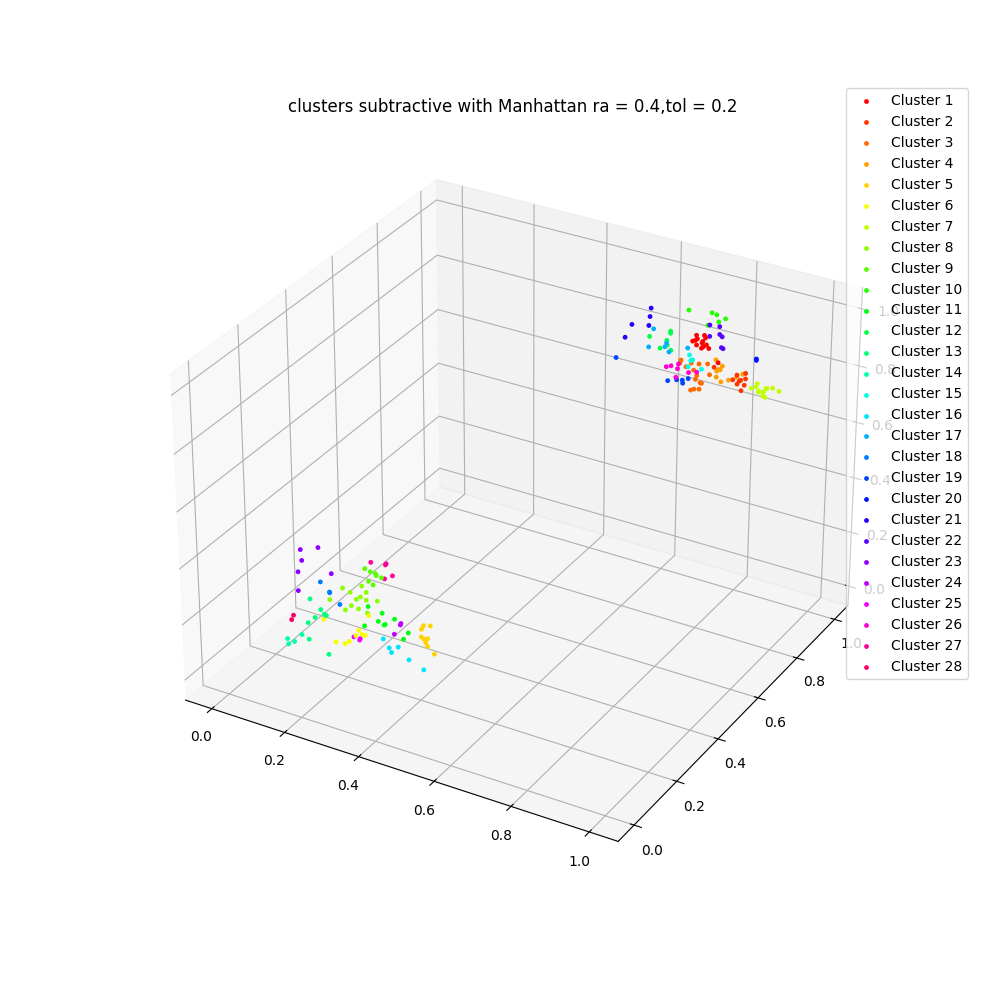 clusters subtractive with Manhattan ra = 0.4,tol = 0.2
Cluster 1
Cluster 2
Cluster 3
Cluster 4
Cluster 5
Cluster 6
Cluster 7
Cluster 8
Cluster 9
Cluster 10
Cluster 11
Cluster 12
Cluster 13
Cluster 14
Cluster 15
Cluster 16
Cluster 17
Cluster 18
Cluster 19
Cluster 20
Cluster 21
Cluster 22
Cluster 23
Cluster 24
Cluster 25
Cluster 26
Cluster 27
Cluster 28
1.0
0.8
0.6
0.4
0.2
0.0
1.0
0.8
0.6
0.4
0.2
0.0
0.0
0.2
0.4
0.6
0.8
1.0